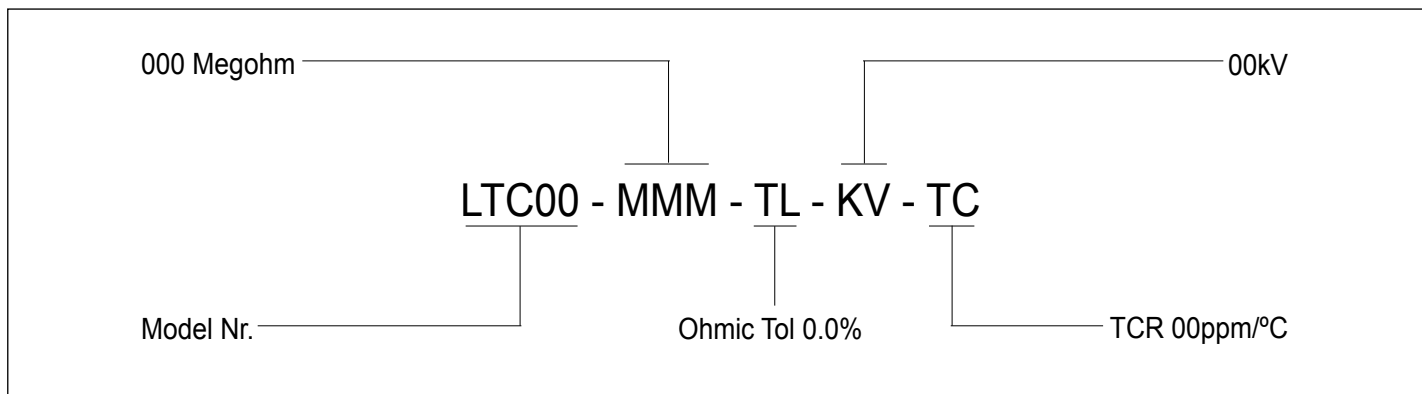 000 Megohm 00kV
LTC00 - MMM - TL - KV - TC
Model Nr. Ohmic Tol 0.0% TCR 00ppm/ºC